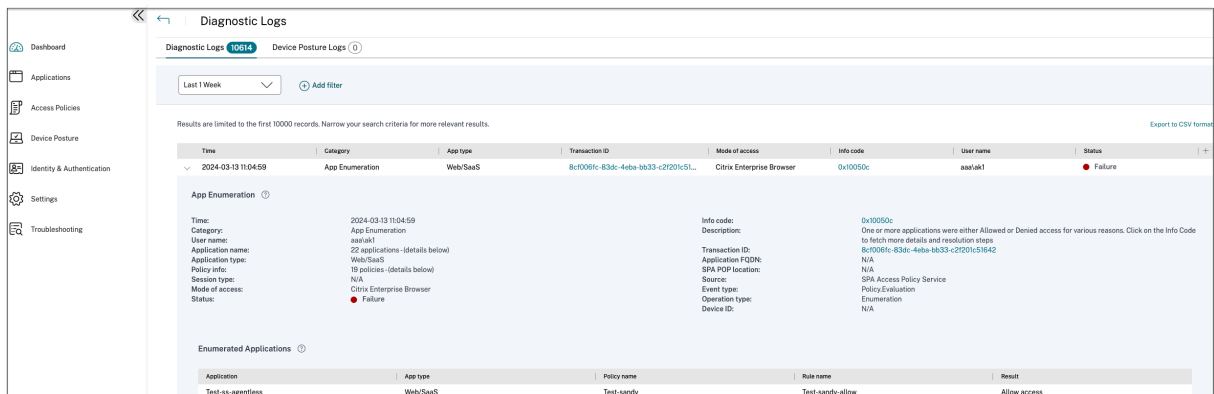 Diagnostic Logs
Dashboard
Applications
Access Policies
Device Posture
Identity & Authentication
Settings
Troubleshooting
Diagnostic Logs 10614 Device Posture Logs 0
Last 1 Week Add filter
Results are limited to the first 10000 records. Narrow your search criteria for more relevant results. Export to CSV format
Time Category App type Transaction ID Mode of access Info code User name Status
2024-03-13 11:04:59 App Enumeration Web/SaaS 8cf006fc-83dc-4eba-bb33-c2f201c51... Citrix Enterprise Browser 0x10050c aaa\ak1 Failure
App Enumeration
Time: 2024-03-13 11:04:59
Category: App Enumeration
User name: aaa\ak1
Application name: 22 applications - (details below)
Application type: Web/SaaS
Policy info: 19 policies - (details below)
Session type: N/A
Mode of access: Citrix Enterprise Browser
Status: Failure
Info code: 0x10050c
Description: One or more applications were either Allowed or Denied access for various reasons. Click on the Info Code
to fetch more details and resolution steps
Transaction ID: 8cf006fc-83dc-4eba-bb33-c2f201c51642
Application FQDN: N/A
SPA POP location: N/A
Source: SPA Access Policy Service
Event type: Policy.Evaluation
Operation type: Enumeration
Device ID: N/A
Enumerated Applications
Application App type Policy name Rule name Result
Test-ss-agentless Web/SaaS Test-sandy Test-sandy-allow Allow access